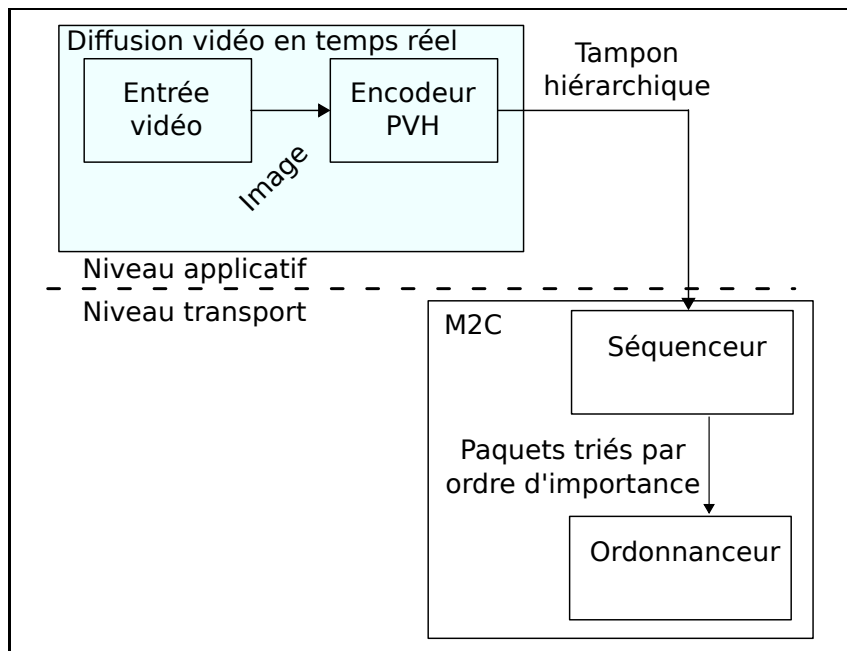 Diffusion vidéo en temps réel
Entrée
vidéo
Image
Encodeur
PVH
Tampon
hiérarchique
Niveau applicatif
Niveau transport
M2C
Séquenceur
Paquets triés par
ordre d'importance
Ordonnanceur